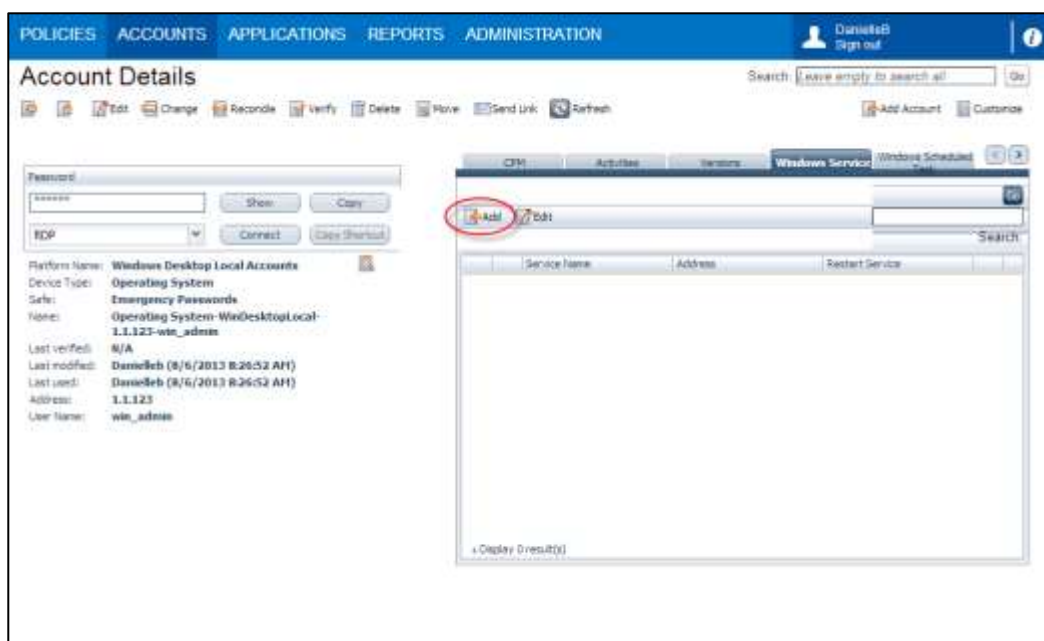 POLICIES ACCOUNTS APPLICATIONS REPORTS ADMINISTRATION
DanielleB
Sign out
Account Details
Search: Leave empty to search all Go
Edit Change Reconcile Verify Delete Move Send Link Refresh
Add Account Customize
CPM Activities Versions Windows Service Windows Scheduled Task
Password
****** Show Copy
RDP Connect Copy Shortcut
Add Edit
Search
Service Name Address Restart Service
Platform Name: Windows Desktop Local Accounts
Device Type: Operating System
Safe: Emergency Passwords
Name: Operating System-WinDesktopLocal-
1.1.123-win_admin
Last verified: N/A
Last modified: Danielleb (8/6/2013 8:26:52 AM)
Last used: Danielleb (8/6/2013 8:26:52 AM)
Address: 1.1.123
User Name: win_admin
Display 0 result(s)